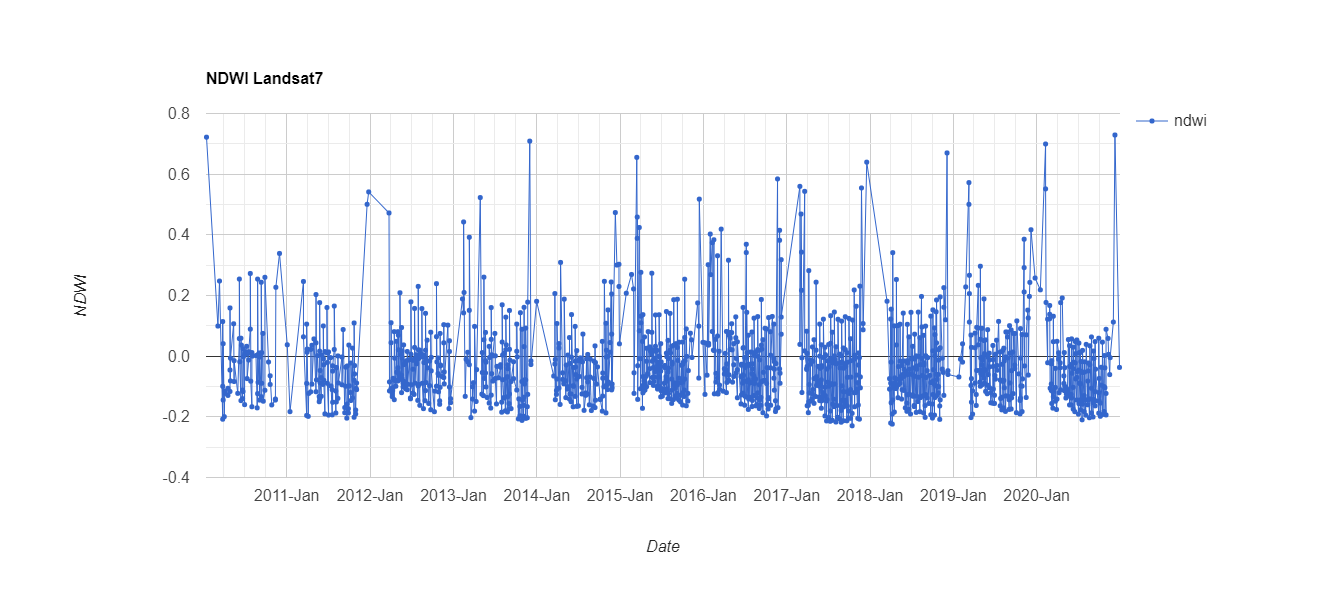 NDWI Landsat7
0.8
0.6
0.4
0.2
0.0
-0.2
-0.4
NDWI
2011-Jan 2012-Jan 2013-Jan 2014-Jan 2015-Jan 2016-Jan 2017-Jan 2018-Jan 2019-Jan 2020-Jan
Date
ndwi